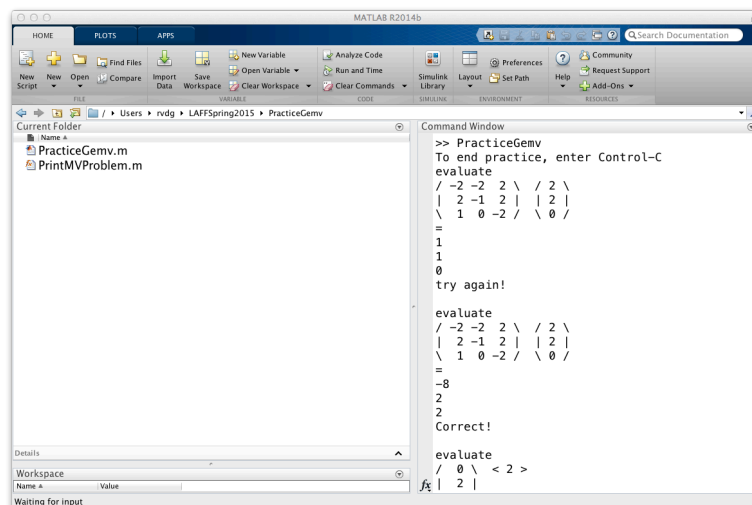 MATLAB R2014b
HOME PLOTS APPS
Search Documentation
New Script
New
Open
Find Files
Compare
Import Data
Save Workspace
New Variable
Open Variable
Clear Workspace
Analyze Code
Run and Time
Clear Commands
Simulink Library
Layout
Preferences
Set Path
Help
Community
Request Support
Add-Ons
FILE VARIABLE CODE SIMULINK ENVIRONMENT RESOURCES
/ ▸ Users ▸ rvdg ▸ LAFFSpring2015 ▸ PracticeGemv
Current Folder
Name
PracticeGemv.m
PrintMVProblem.m
Details
Workspace
Name Value
Waiting for input
Command Window
>> PracticeGemv
To end practice, enter Control-C
evaluate
/ -2 -2  2 \  / 2 \
|  2 -1  2 |  | 2 |
\  1  0 -2 /  \ 0 /
=
1
1
0
try again!
evaluate
/ -2 -2  2 \  / 2 \
|  2 -1  2 |  | 2 |
\  1  0 -2 /  \ 0 /
=
-8
2
2
Correct!
evaluate
/  0 \  < 2 >
fx |  2 |